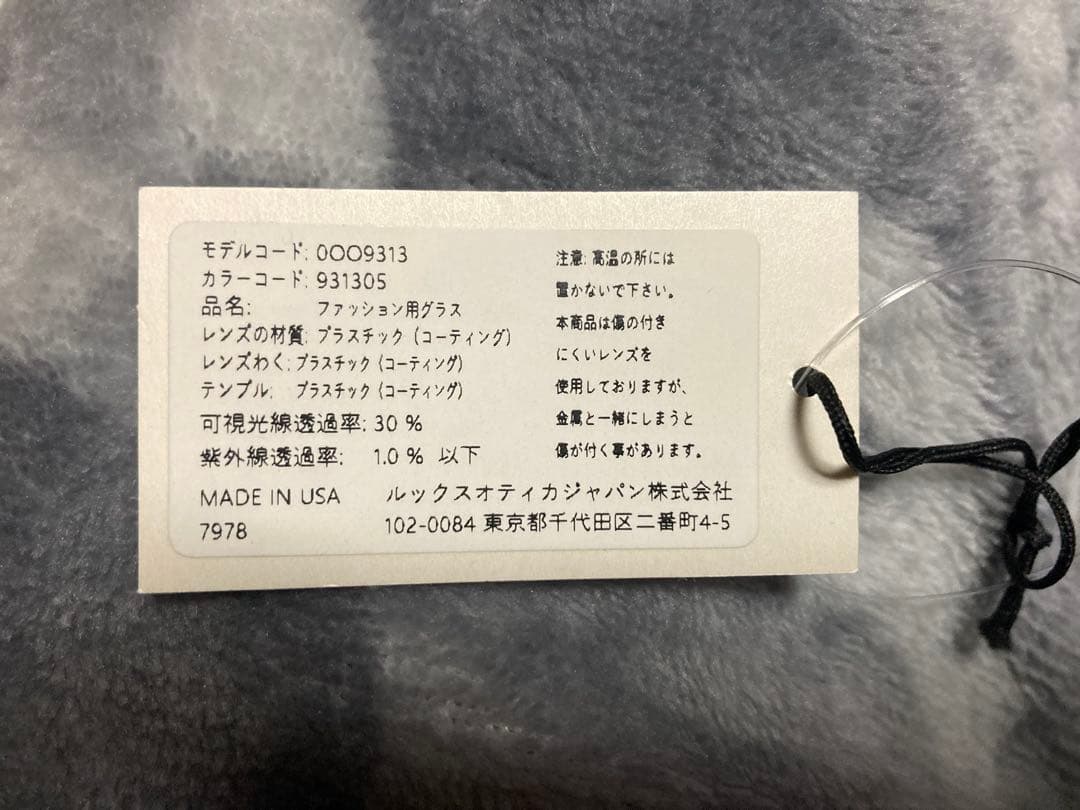 モデルコード: 0OO9313
カラーコード: 931305
品名: ファッション用グラス
レンズの材質: プラスチック (コーティング)
レンズわく: プラスチック (コーティング)
テンプル: プラスチック (コーティング)
可視光線透過率: 30 %
紫外線透過率: 1.0 % 以下
MADE IN USA
7978
注意: 高温の所には
置かないで下さい。
本商品は傷の付き
にくいレンズを
使用しておりますが、
金属と一緒にしまうと
傷が付く事があります。
ルックスオティカジャパン株式会社
102-0084 東京都千代田区二番町4-5